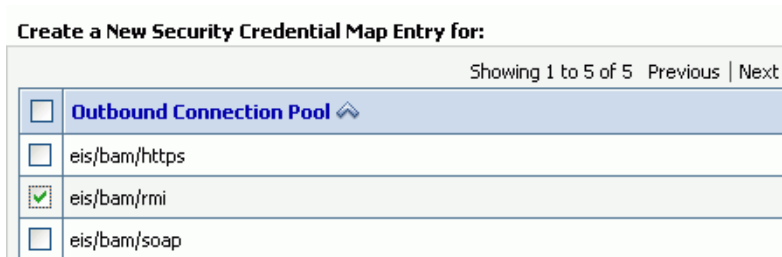 Create a New Security Credential Map Entry for:
Showing 1 to 5 of 5 Previous | Next
Outbound Connection Pool
eis/bam/https
eis/bam/rmi
eis/bam/soap